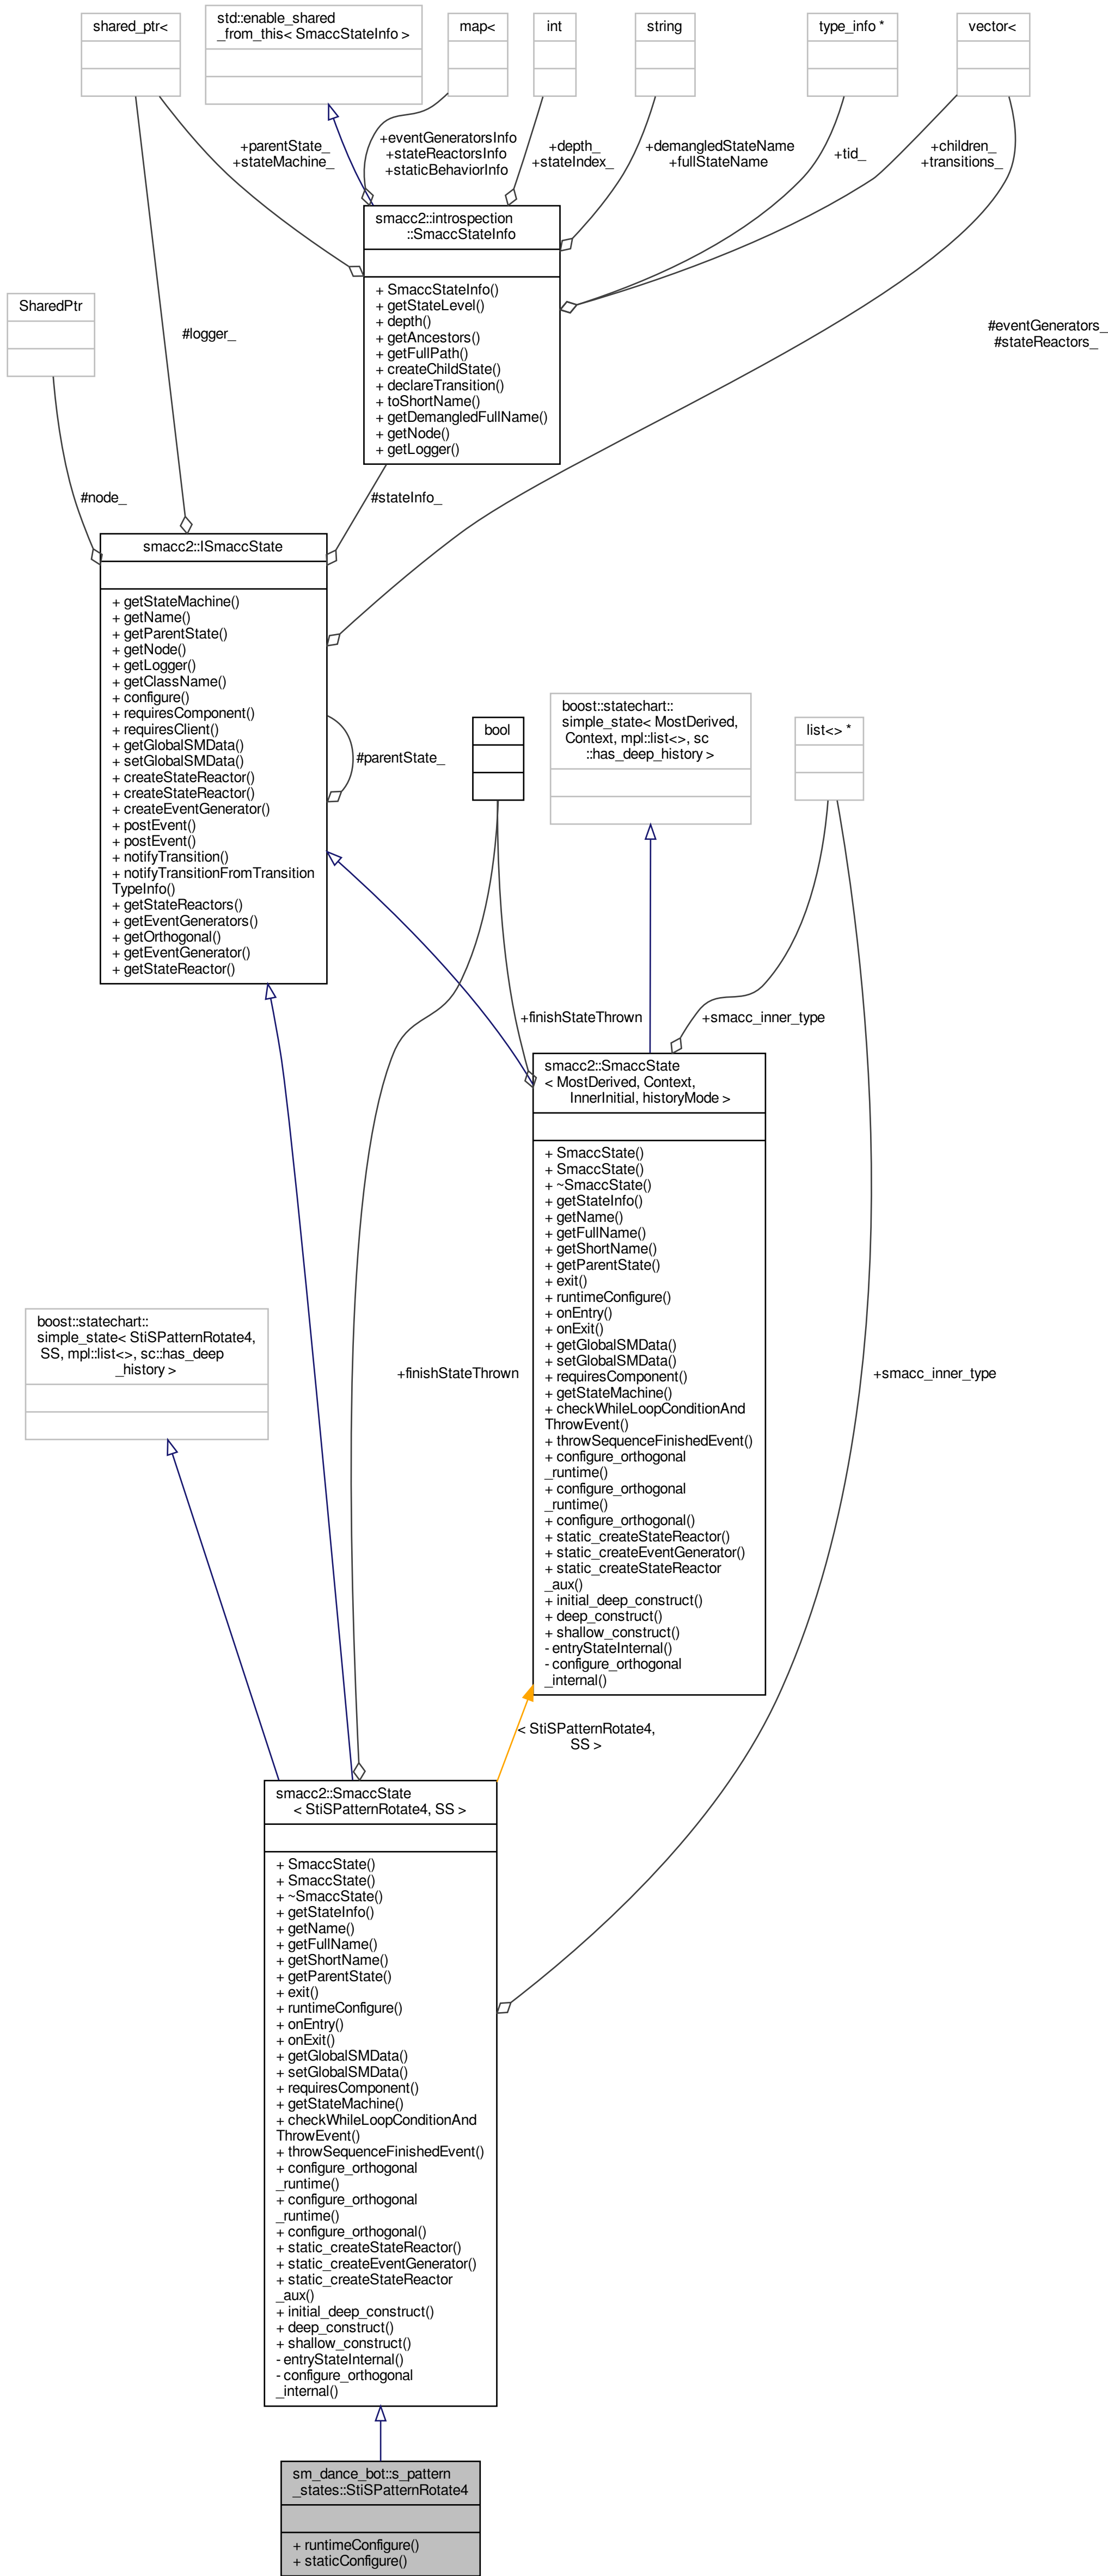 shared_ptr<
std::enable_shared
_from_this< SmaccStateInfo >
map<
int
string
type_info *
vector<
+parentState_
+stateMachine_
+eventGeneratorsInfo
+stateReactorsInfo
+staticBehaviorInfo
+depth_
+stateIndex_
+demangledStateName
+fullStateName
+tid_
+children_
+transitions_
smacc2::introspection
::SmaccStateInfo
+ SmaccStateInfo()
+ getStateLevel()
+ depth()
+ getAncestors()
+ getFullPath()
+ createChildState()
+ declareTransition()
+ toShortName()
+ getDemangledFullName()
+ getNode()
+ getLogger()
SharedPtr
#logger_
#eventGenerators_
#stateReactors_
#node_
#stateInfo_
smacc2::ISmaccState
+ getStateMachine()
+ getName()
+ getParentState()
+ getNode()
+ getLogger()
+ getClassName()
+ configure()
+ requiresComponent()
+ requiresClient()
+ getGlobalSMData()
+ setGlobalSMData()
+ createStateReactor()
+ createStateReactor()
+ createEventGenerator()
+ postEvent()
+ postEvent()
+ notifyTransition()
+ notifyTransitionFromTransition
TypeInfo()
+ getStateReactors()
+ getEventGenerators()
+ getOrthogonal()
+ getEventGenerator()
+ getStateReactor()
#parentState_
bool
boost::statechart::
simple_state< MostDerived,
Context, mpl::list<>, sc
::has_deep_history >
list<> *
+finishStateThrown
+smacc_inner_type
smacc2::SmaccState
< MostDerived, Context,
InnerInitial, historyMode >
+ SmaccState()
+ SmaccState()
+ ~SmaccState()
+ getStateInfo()
+ getName()
+ getFullName()
+ getShortName()
+ getParentState()
+ exit()
+ runtimeConfigure()
+ onEntry()
+ onExit()
+ getGlobalSMData()
+ setGlobalSMData()
+ requiresComponent()
+ getStateMachine()
+ checkWhileLoopConditionAnd
ThrowEvent()
+ throwSequenceFinishedEvent()
+ configure_orthogonal
_runtime()
+ configure_orthogonal
_runtime()
+ configure_orthogonal()
+ static_createStateReactor()
+ static_createEventGenerator()
+ static_createStateReactor
_aux()
+ initial_deep_construct()
+ deep_construct()
+ shallow_construct()
- entryStateInternal()
- configure_orthogonal
_internal()
boost::statechart::
simple_state< StiSPatternRotate4,
SS, mpl::list<>, sc::has_deep
_history >
+finishStateThrown
+smacc_inner_type
< StiSPatternRotate4,
SS >
smacc2::SmaccState
< StiSPatternRotate4, SS >
+ SmaccState()
+ SmaccState()
+ ~SmaccState()
+ getStateInfo()
+ getName()
+ getFullName()
+ getShortName()
+ getParentState()
+ exit()
+ runtimeConfigure()
+ onEntry()
+ onExit()
+ getGlobalSMData()
+ setGlobalSMData()
+ requiresComponent()
+ getStateMachine()
+ checkWhileLoopConditionAnd
ThrowEvent()
+ throwSequenceFinishedEvent()
+ configure_orthogonal
_runtime()
+ configure_orthogonal
_runtime()
+ configure_orthogonal()
+ static_createStateReactor()
+ static_createEventGenerator()
+ static_createStateReactor
_aux()
+ initial_deep_construct()
+ deep_construct()
+ shallow_construct()
- entryStateInternal()
- configure_orthogonal
_internal()
sm_dance_bot::s_pattern
_states::StiSPatternRotate4
+ runtimeConfigure()
+ staticConfigure()